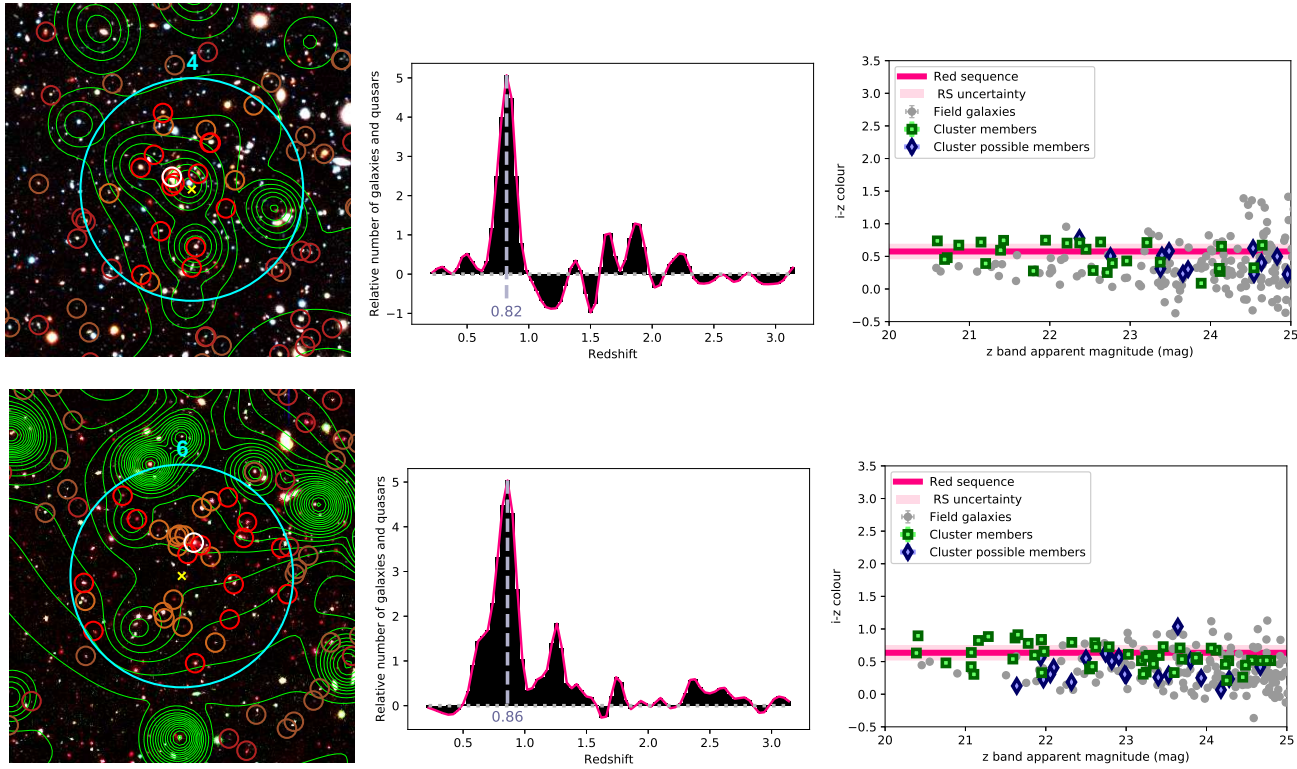 4
Relative number of galaxies and quasars
5
4
3
2
1
0
−1
0.82
0.5 1.0 1.5 2.0 2.5 3.0
Redshift
i-z colour
3.5
3.0
2.5
2.0
1.5
1.0
0.5
0.0
−0.5
Red sequence
RS uncertainty
Field galaxies
Cluster members
Cluster possible members
20 21 22 23 24 25
z band apparent magnitude (mag)
6
Relative number of galaxies and quasars
5
4
3
2
1
0
0.86
0.5 1.0 1.5 2.0 2.5 3.0
Redshift
i-z colour
3.5
3.0
2.5
2.0
1.5
1.0
0.5
0.0
−0.5
Red sequence
RS uncertainty
Field galaxies
Cluster members
Cluster possible members
20 21 22 23 24 25
z band apparent magnitude (mag)